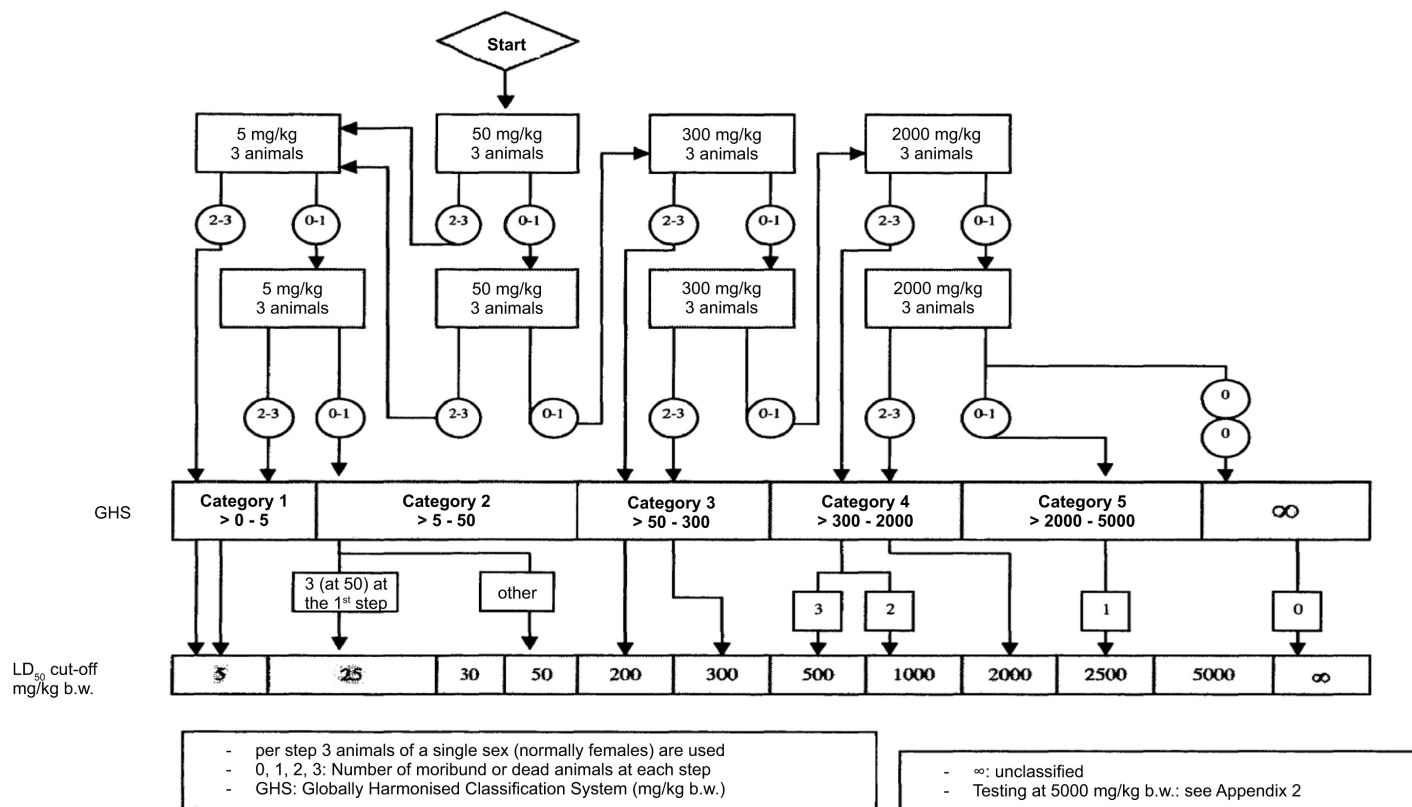 Start
5 mg/kg
3 animals
50 mg/kg
3 animals
300 mg/kg
3 animals
2000 mg/kg
3 animals
2-3
0-1
2-3
0-1
2-3
0-1
2-3
0-1
5 mg/kg
3 animals
50 mg/kg
3 animals
300 mg/kg
3 animals
2000 mg/kg
3 animals
2-3
0-1
2-3
0-1
2-3
0-1
2-3
0-1
0
0
GHS
Category 1
> 0 - 5
Category 2
> 5 - 50
Category 3
> 50 - 300
Category 4
> 300 - 2000
Category 5
> 2000 - 5000
∞
3 (at 50) at
the 1st step
other
3
2
1
0
LD50 cut-off
mg/kg b.w.
5
25
30
50
200
300
500
1000
2000
2500
5000
∞
- per step 3 animals of a single sex (normally females) are used
- 0, 1, 2, 3: Number of moribund or dead animals at each step
- GHS: Globally Harmonised Classification System (mg/kg b.w.)
- ∞: unclassified
- Testing at 5000 mg/kg b.w.: see Appendix 2